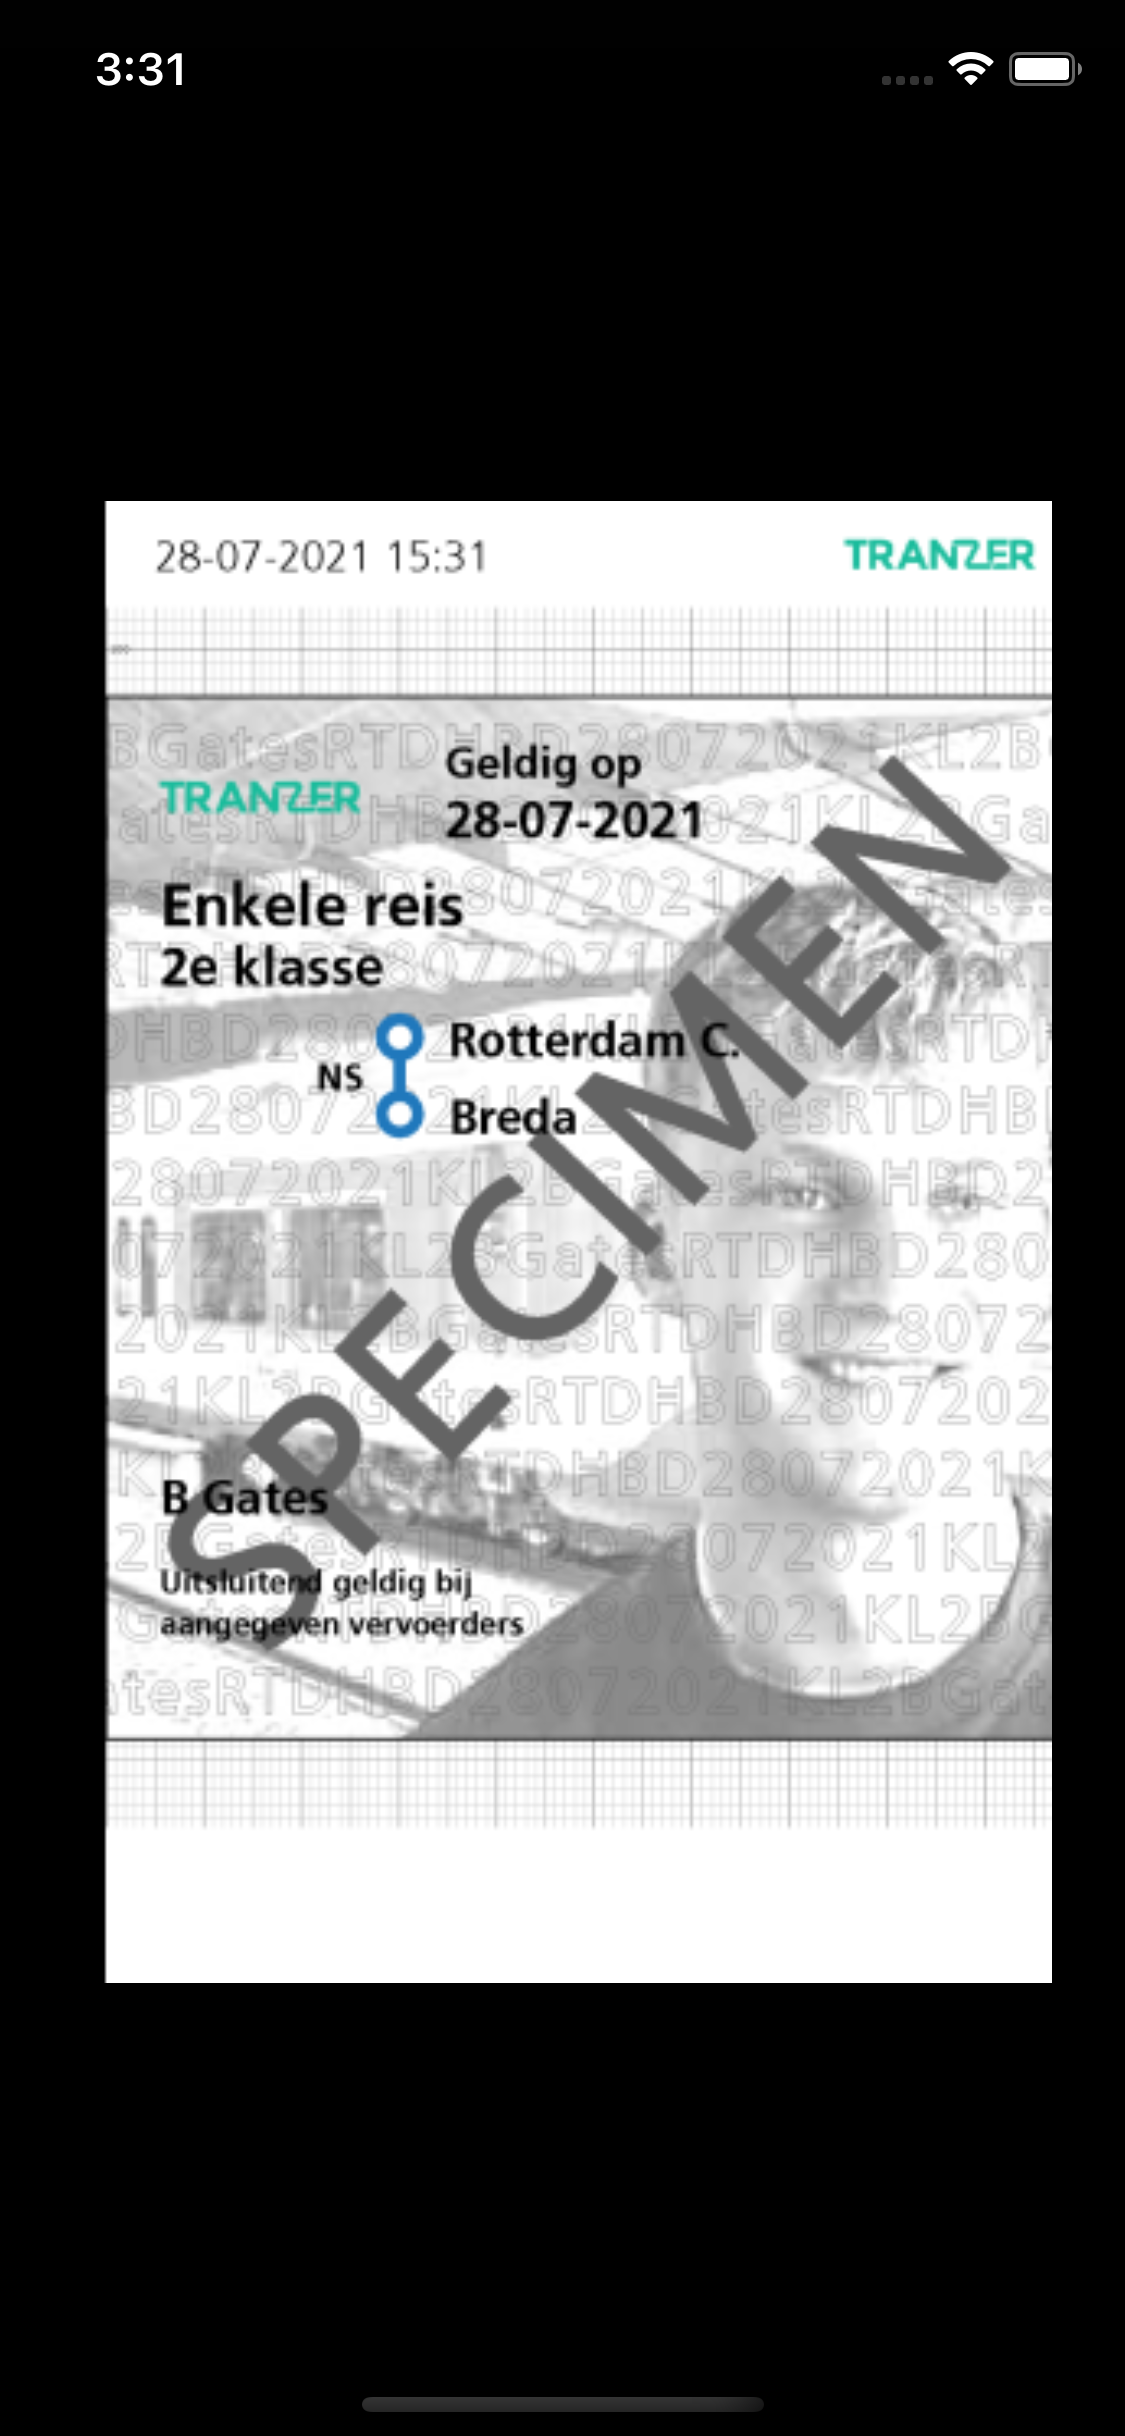 3:31
28-07-2021 15:31
TRANZER
BGatesRTDHBD28072021KL2B
Geldig op
TRANZER
28-07-2021
Enkele reis
2e klasse
Rotterdam C.
NS
Breda
SPECIMEN
B Gates
Uitsluitend geldig bij
aangegeven vervoerders